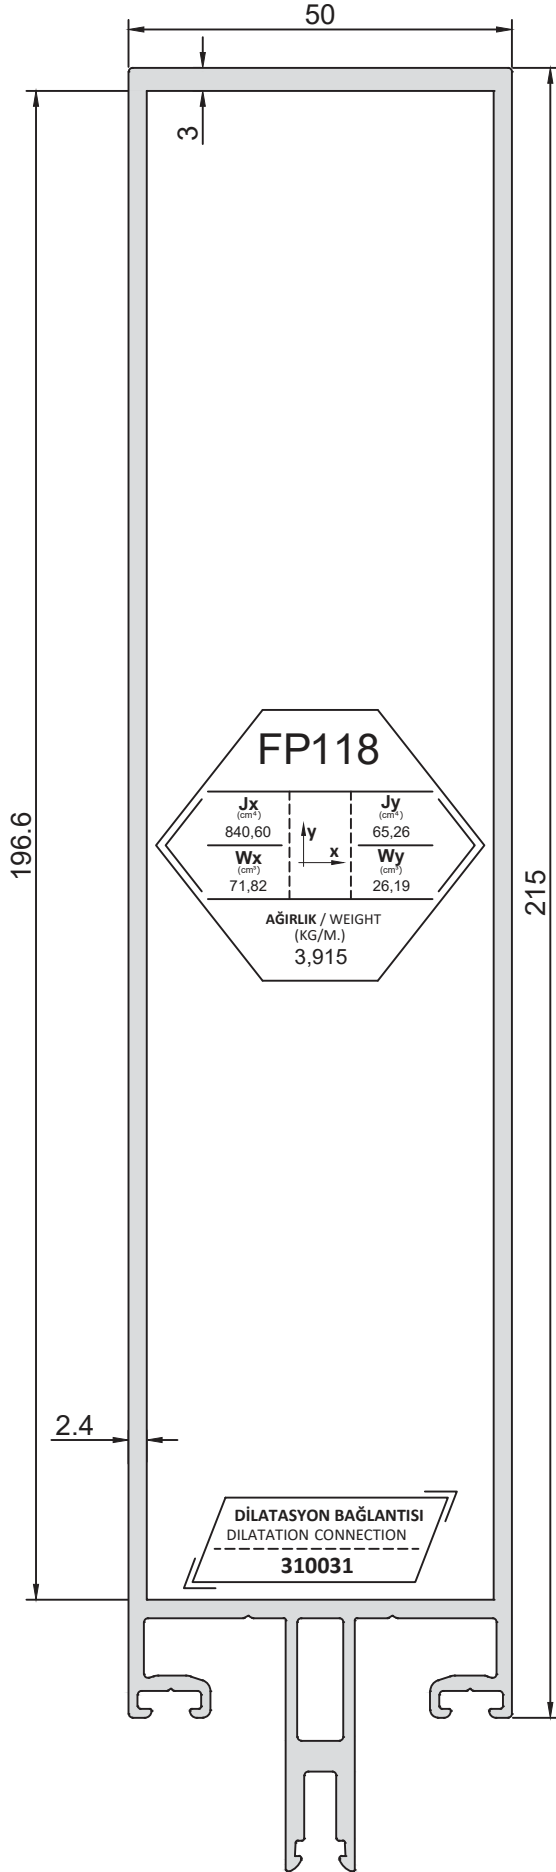 50
3
196.6
FP118
Jx
(cm⁴)
840,60
Wx
(cm³)
71,82
y
x
Jy
(cm⁴)
65,26
Wy
(cm³)
26,19
AĞIRLIK / WEIGHT
(KG/M.)
3,915
215
2.4
DİLATASYON BAĞLANTISI
DILATATION CONNECTION
310031